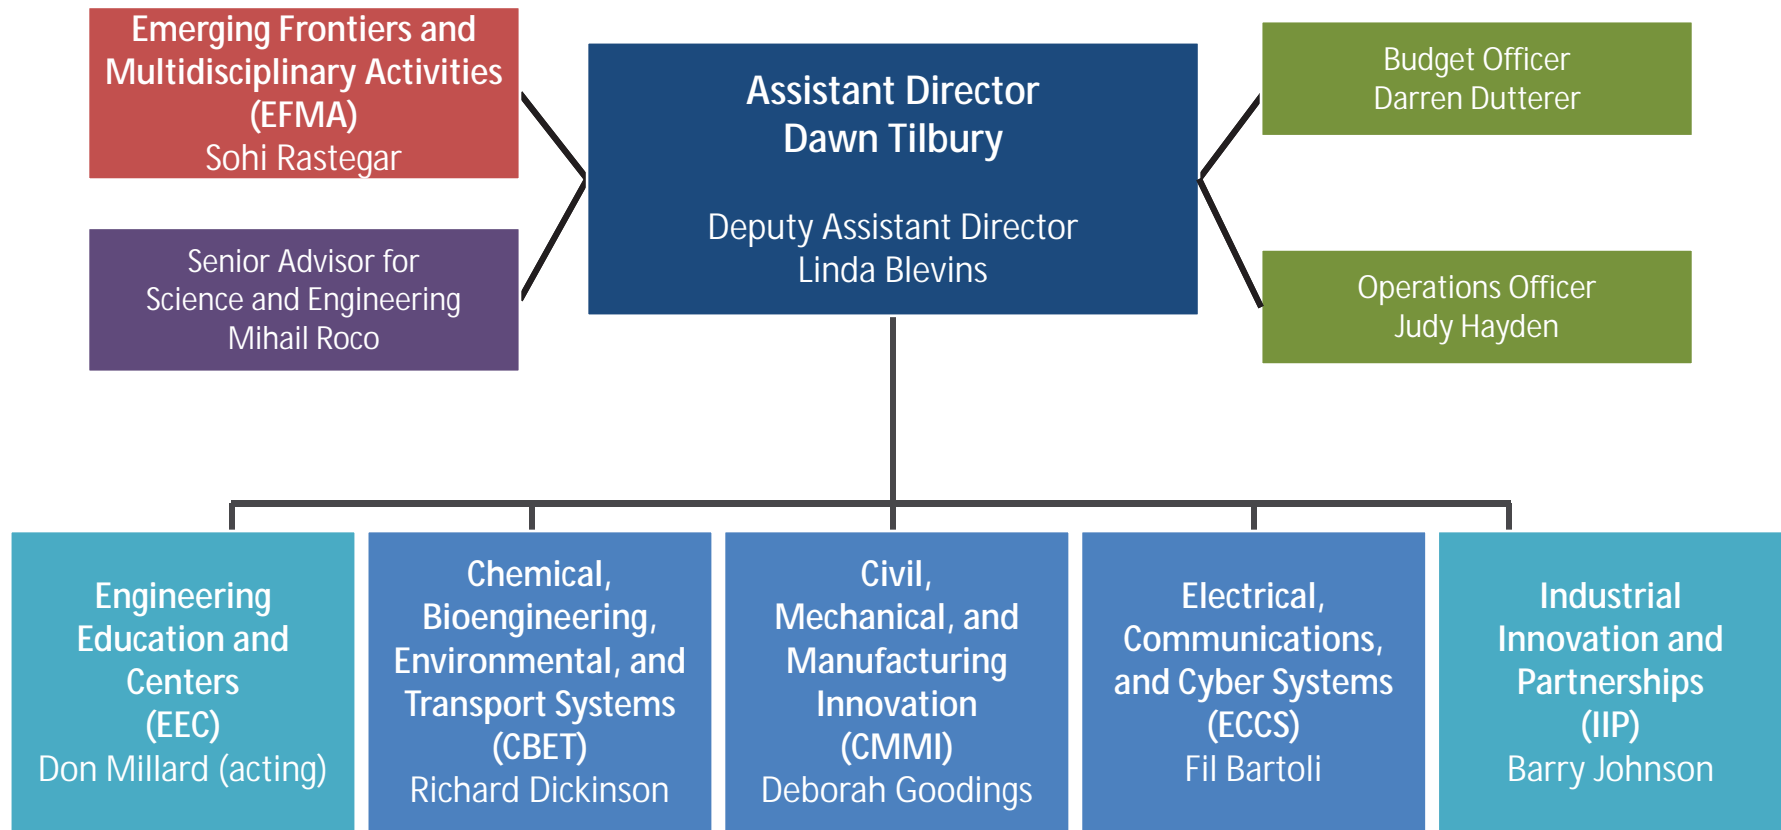 Emerging Frontiers and
Multidisciplinary Activities
(EFMA)
Sohi Rastegar
Senior Advisor for
Science and Engineering
Mihail Roco
Assistant Director
Dawn Tilbury
Deputy Assistant Director
Linda Blevins
Budget Officer
Darren Dutterer
Operations Officer
Judy Hayden
Engineering
Education and
Centers
(EEC)
Don Millard (acting)
Chemical,
Bioengineering,
Environmental, and
Transport Systems
(CBET)
Richard Dickinson
Civil,
Mechanical, and
Manufacturing
Innovation
(CMMI)
Deborah Goodings
Electrical,
Communications,
and Cyber Systems
(ECCS)
Fil Bartoli
Industrial
Innovation and
Partnerships
(IIP)
Barry Johnson